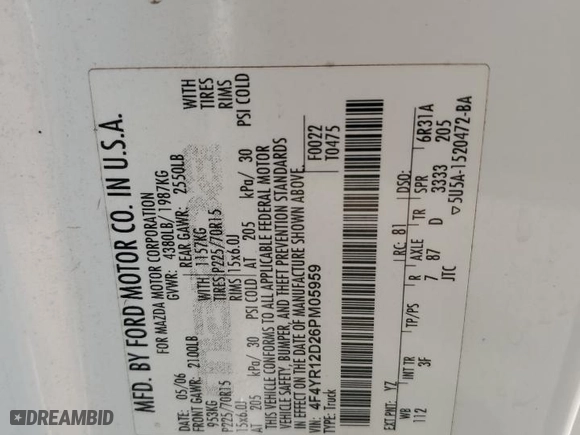 MFD. BY FORD MOTOR CO. IN U.S.A.
FOR MAZDA MOTOR CORPORATION
DATE: 05/06 GVWR: 4380LB/ 1987KG
FRONT GAWR: 2100LB REAR GAWR: 2550LB
953KG WITH 1157KG WITH
P225/70R15 TIRES P225/70R15 TIRES
15x6.0J RIMS 15x6.0J RIMS
AT 205 kPa/ 30 PSI COLD AT 205 kPa/ 30 PSI COLD
THIS VEHICLE CONFORMS TO ALL APPLICABLE FEDERAL MOTOR
VEHICLE SAFETY, BUMPER, AND THEFT PREVENTION STANDARDS
IN EFFECT ON THE DATE OF MANUFACTURE SHOWN ABOVE.
VIN: 4F4YR12D26PM05959 F0022
TYPE: Truck T0475
EXT PNT: YZ RC: 81 DSO: 6R31A
WB INT TR TP/PS R AXLE TR SPR 205
112 3F 7 87 D 3333
JTC ▽5U5A-1520472-BA
DREAMBID